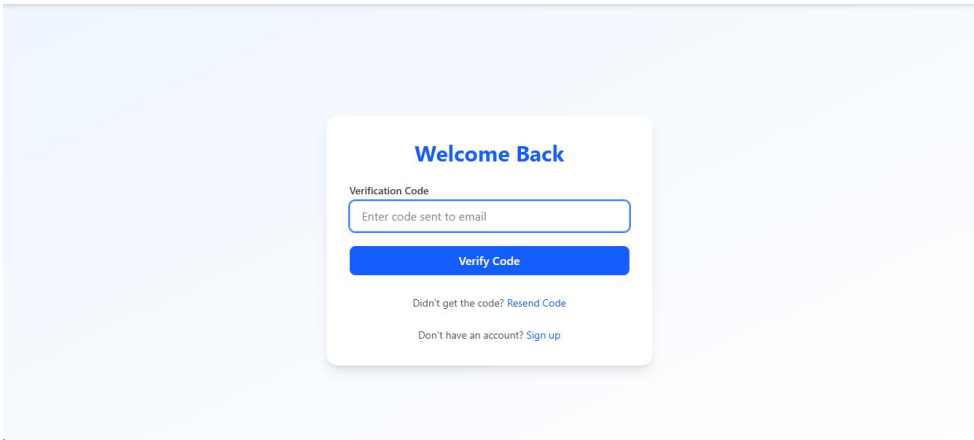 Welcome Back
Verification Code
Enter code sent to email
Verify Code
Didn't get the code? Resend Code
Don't have an account? Sign up